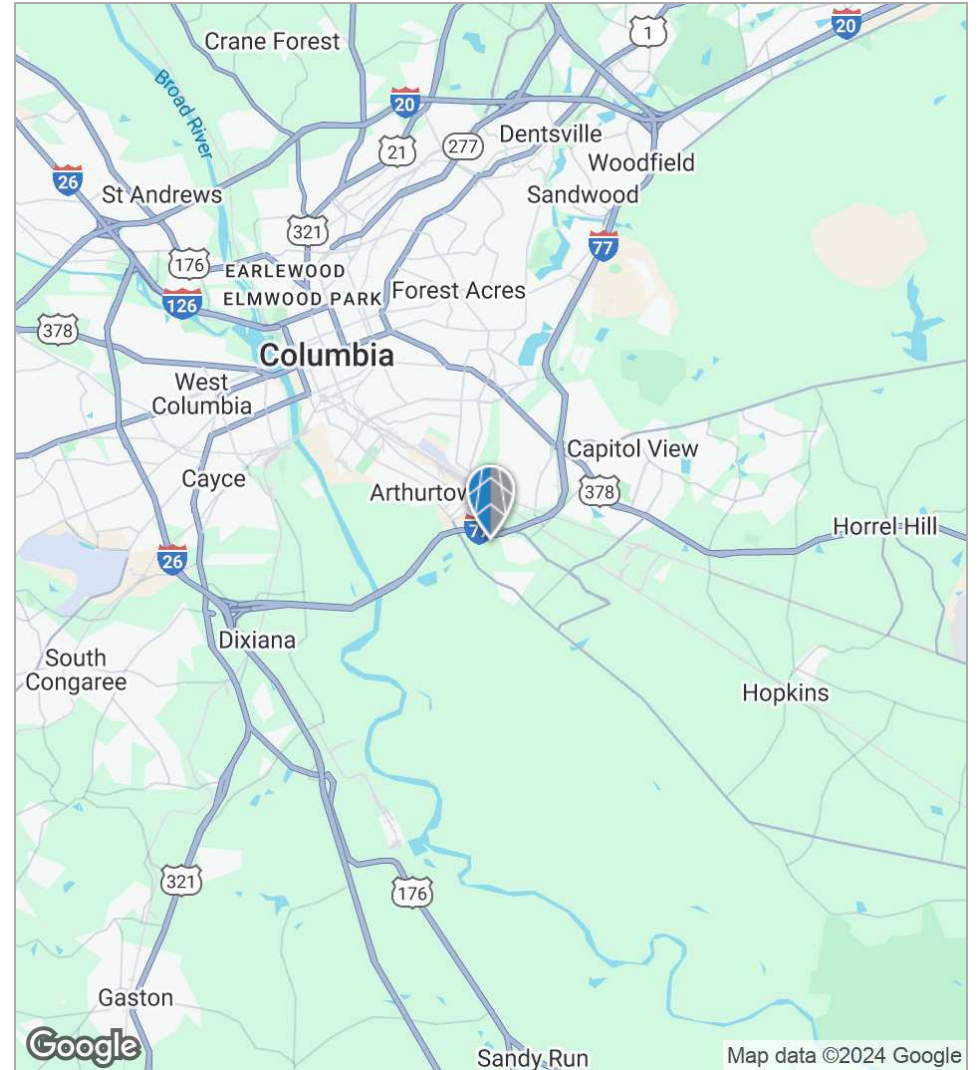 Crane Forest
1
20
Broad River
20
21
277
Dentsville
Woodfield
26
St Andrews
Sandwood
321
77
176
EARLEWOOD
126
ELMWOOD PARK
Forest Acres
378
Columbia
West
Columbia
Capitol View
Cayce
Arthurtow
378
77
Horrel Hill
26
Dixiana
South
Congaree
Hopkins
321
176
Gaston
Google
Sandy Run
Map data ©2024 Google